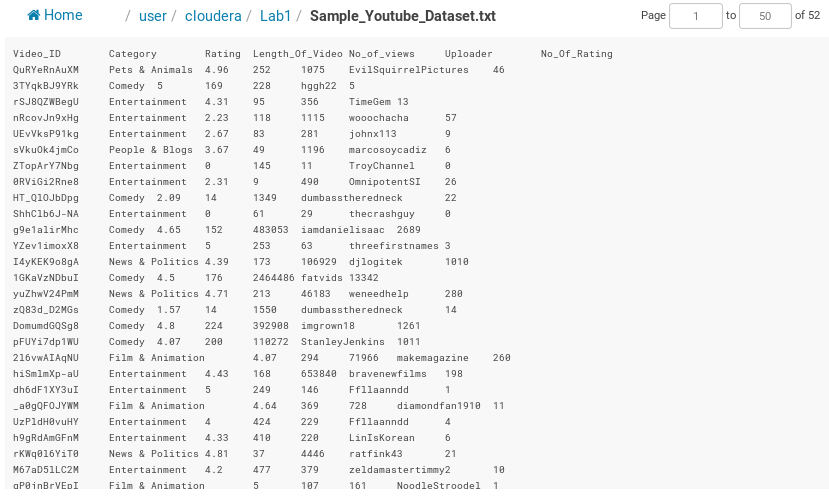 Home / user / cloudera / Lab1 / Sample_Youtube_Dataset.txt Page 1 to 50 of 52
Video_ID Category Rating Length_Of_Video No_of_views Uploader No_Of_Rating
QuRYeRnAuXM Pets & Animals 4.96 252 1075 EvilSquirrelPictures 46
3TYqkBJ9YRk Comedy 5 169 228 hggh22 5
rSJ8QZWBegU Entertainment 4.31 95 356 TimeGem 13
nRcovJn9xHg Entertainment 2.23 118 1115 wooochacha 57
UEvVksP91kg Entertainment 2.67 83 281 johnx113 9
sVkuOk4jmCo People & Blogs 3.67 49 1196 marcosoycadiz 6
ZTopArY7Nbg Entertainment 0 145 11 TroyChannel 0
0RViGi2Rne8 Entertainment 2.31 9 490 OmnipotentSI 26
HT_QlOJbDpg Comedy 2.09 14 1349 dumbasstheredneck 22
ShhClb6J-NA Entertainment 0 61 29 thecrashguy 0
g9e1alirMhc Comedy 4.65 152 483053 iamdanielisaac 2689
YZev1imoxX8 Entertainment 5 253 63 threefirstnames 3
I4yKEK9o8gA News & Politics 4.39 173 106929 djlogitek 1010
1GKaVzNDbuI Comedy 4.5 176 2464486 fatvids 13342
yuZhwV24PmM News & Politics 4.71 213 46183 weneedhelp 280
zQ83d_D2MGs Comedy 1.57 14 1550 dumbasstheredneck 14
DomumdGQSg8 Comedy 4.8 224 392908 imgrown18 1261
pFUYi7dp1WU Comedy 4.07 200 110272 StanleyJenkins 1011
2l6vwAIAqNU Film & Animation 4.07 294 71966 makemagazine 260
hiSmlmXp-aU Entertainment 4.43 168 653840 bravenewfilms 198
dh6dF1XY3uI Entertainment 5 249 146 Ffllaanndd 1
_a0gQFOJYWM Film & Animation 4.64 369 728 diamondfan1910 11
UzPldH0vuHY Entertainment 4 424 229 Ffllaanndd 4
h9gRdAmGFnM Entertainment 4.33 410 220 LinIsKorean 6
rKWq0l6YiT0 News & Politics 4.81 37 4446 ratfink43 21
M67aD5lLC2M Entertainment 4.2 477 379 zeldamastertimmy2 10
gP0jnBrVEpI Film & Animation 5 107 161 NoodleStroodel 1